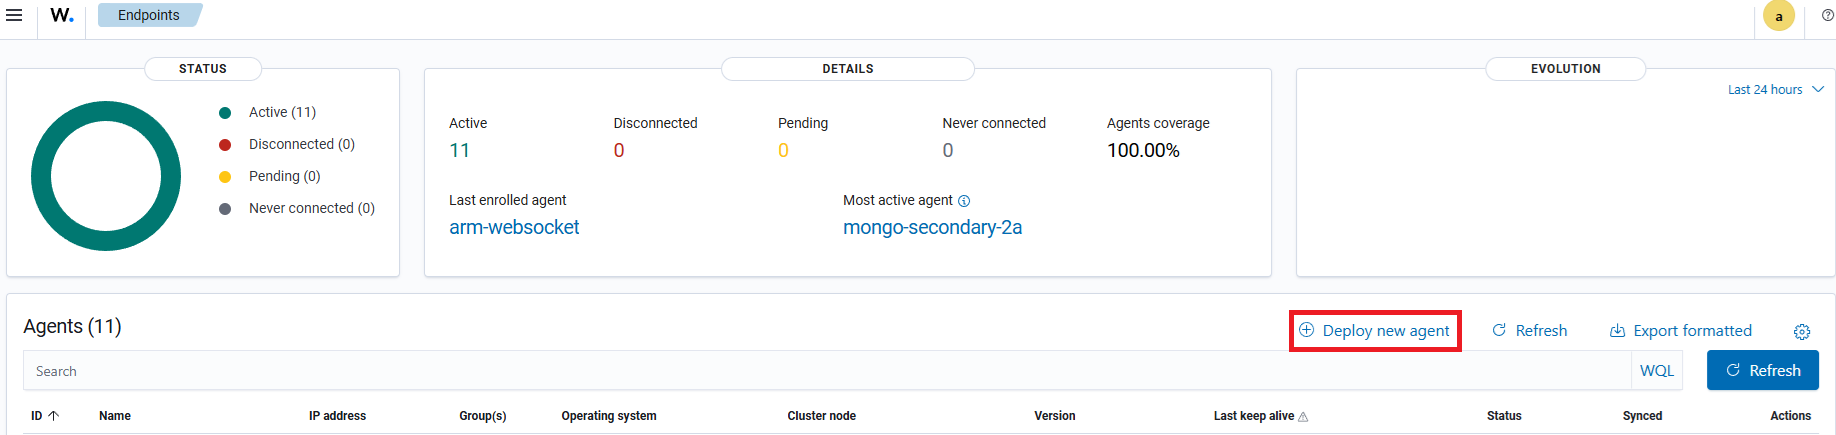 W. Endpoints a
STATUS
Active (11)
Disconnected (0)
Pending (0)
Never connected (0)
DETAILS
Active Disconnected Pending Never connected Agents coverage
11 0 0 0 100.00%
Last enrolled agent Most active agent
arm-websocket mongo-secondary-2a
EVOLUTION
Last 24 hours
Agents (11) Deploy new agent Refresh Export formatted
Search WQL Refresh
ID Name IP address Group(s) Operating system Cluster node Version Last keep alive Status Synced Actions